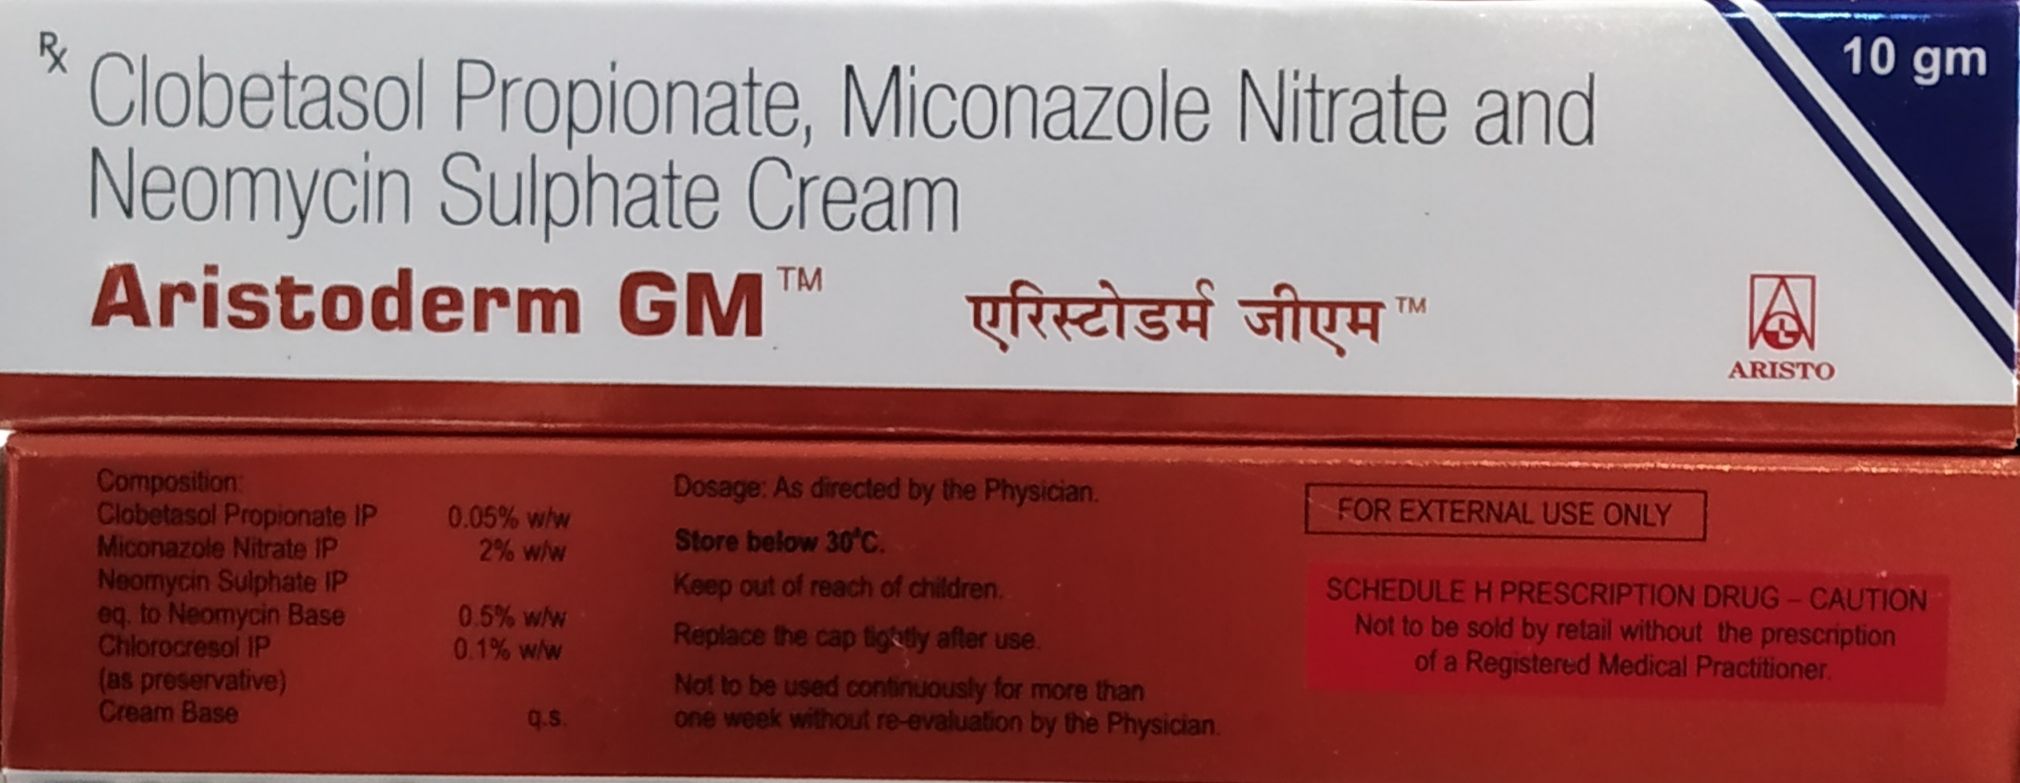 Rx Clobetasol Propionate, Miconazole Nitrate and
Neomycin Sulphate Cream
10 gm
Aristoderm GM™
एरिस्टोडर्म जीएम™
ARISTO
Composition:
Clobetasol Propionate IP 0.05% w/w
Miconazole Nitrate IP 2% w/w
Neomycin Sulphate IP
eq. to Neomycin Base 0.5% w/w
Chlorocresol IP 0.1% w/w
(as preservative)
Cream Base q.s.
Dosage: As directed by the Physician.
Store below 30°C.
Keep out of reach of children.
Replace the cap tightly after use.
Not to be used continuously for more than
one week without re-evaluation by the Physician.
FOR EXTERNAL USE ONLY
SCHEDULE H PRESCRIPTION DRUG – CAUTION
Not to be sold by retail without the prescription
of a Registered Medical Practitioner.